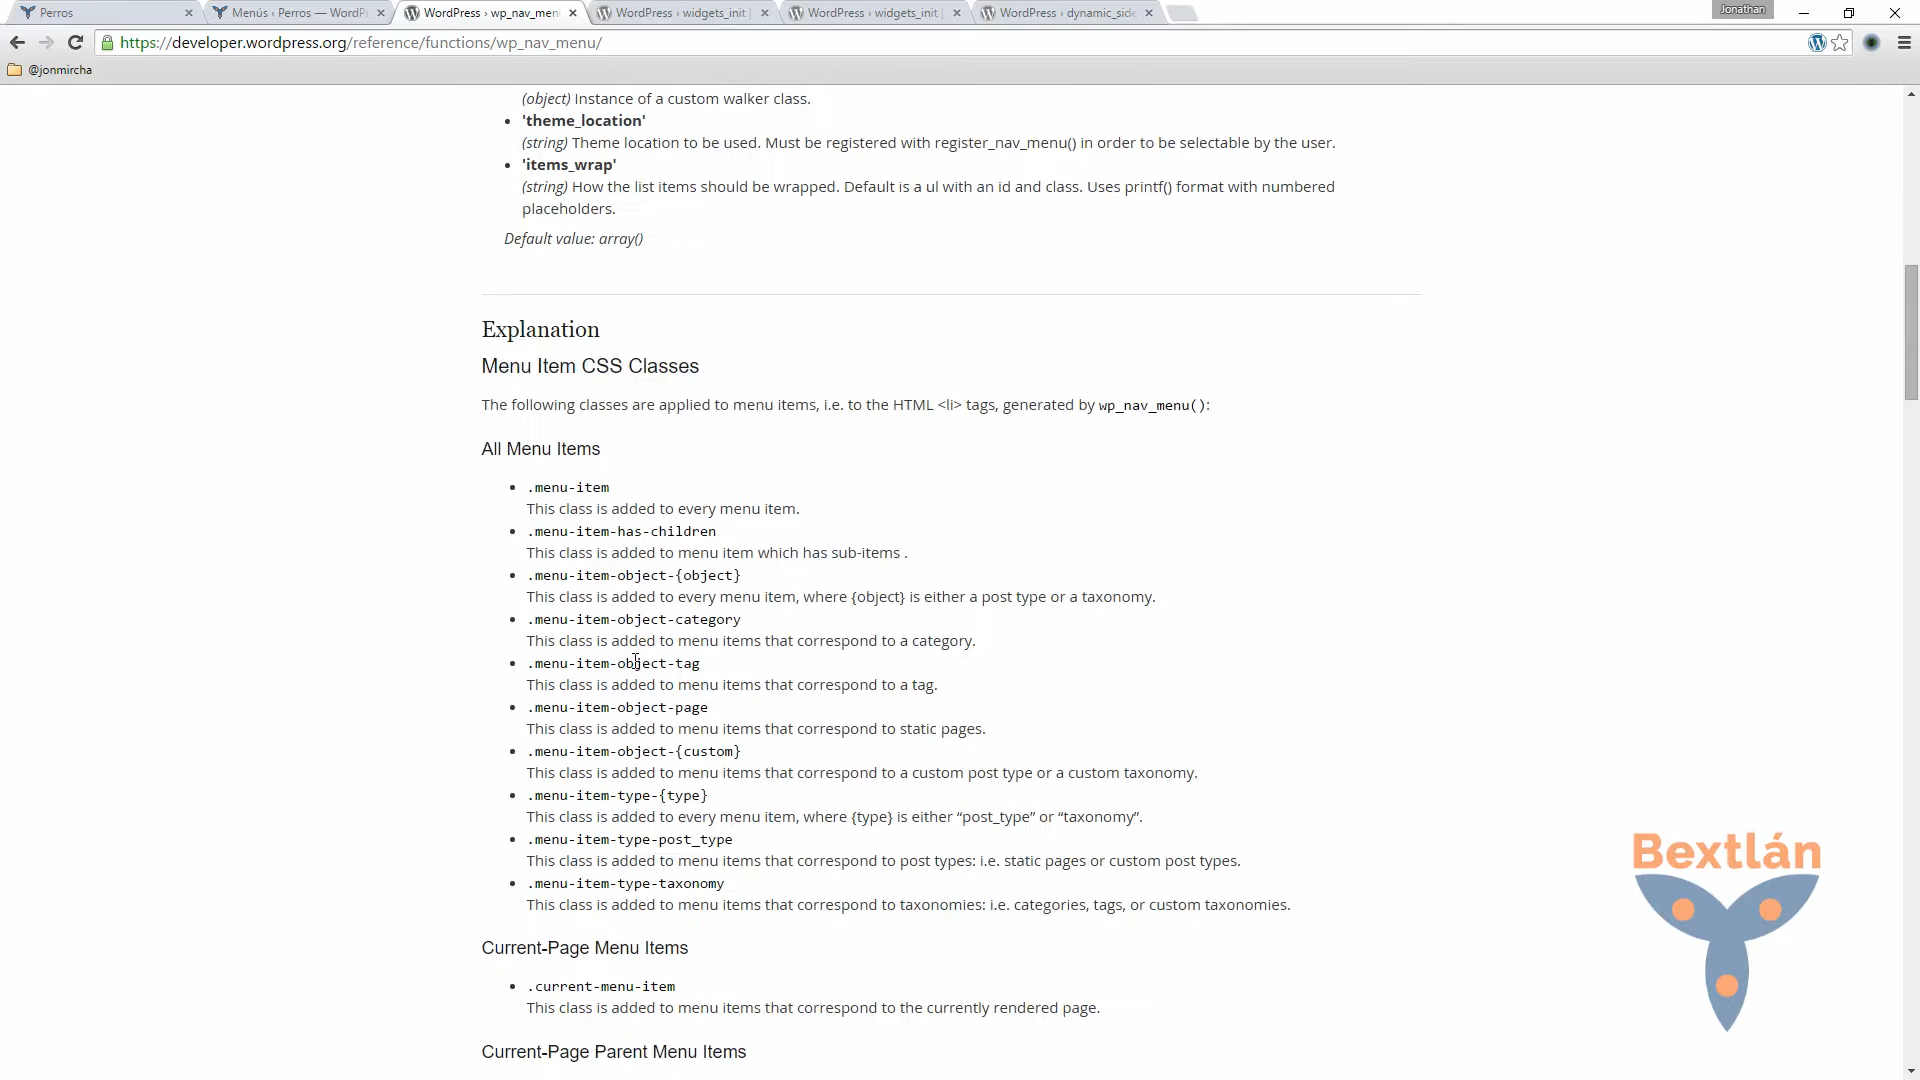 Perros
Menús ‹ Perros — WordP
WordPress › wp_nav_men
WordPress › widgets_init |
WordPress › widgets_init |
WordPress › dynamic_side
Jonathan
https://developer.wordpress.org/reference/functions/wp_nav_menu/
@jonmircha
(object) Instance of a custom walker class.
• 'theme_location'
(string) Theme location to be used. Must be registered with register_nav_menu() in order to be selectable by the user.
• 'items_wrap'
(string) How the list items should be wrapped. Default is a ul with an id and class. Uses printf() format with numbered
placeholders.
Default value: array()
Explanation
Menu Item CSS Classes
The following classes are applied to menu items, i.e. to the HTML <li> tags, generated by wp_nav_menu():
All Menu Items
• .menu-item
This class is added to every menu item.
• .menu-item-has-children
This class is added to menu item which has sub-items .
• .menu-item-object-{object}
This class is added to every menu item, where {object} is either a post type or a taxonomy.
• .menu-item-object-category
This class is added to menu items that correspond to a category.
• .menu-item-object-tag
This class is added to menu items that correspond to a tag.
• .menu-item-object-page
This class is added to menu items that correspond to static pages.
• .menu-item-object-{custom}
This class is added to menu items that correspond to a custom post type or a custom taxonomy.
• .menu-item-type-{type}
This class is added to every menu item, where {type} is either “post_type” or “taxonomy”.
• .menu-item-type-post_type
This class is added to menu items that correspond to post types: i.e. static pages or custom post types.
• .menu-item-type-taxonomy
This class is added to menu items that correspond to taxonomies: i.e. categories, tags, or custom taxonomies.
Bextlán
Current-Page Menu Items
• .current-menu-item
This class is added to menu items that correspond to the currently rendered page.
Current-Page Parent Menu Items